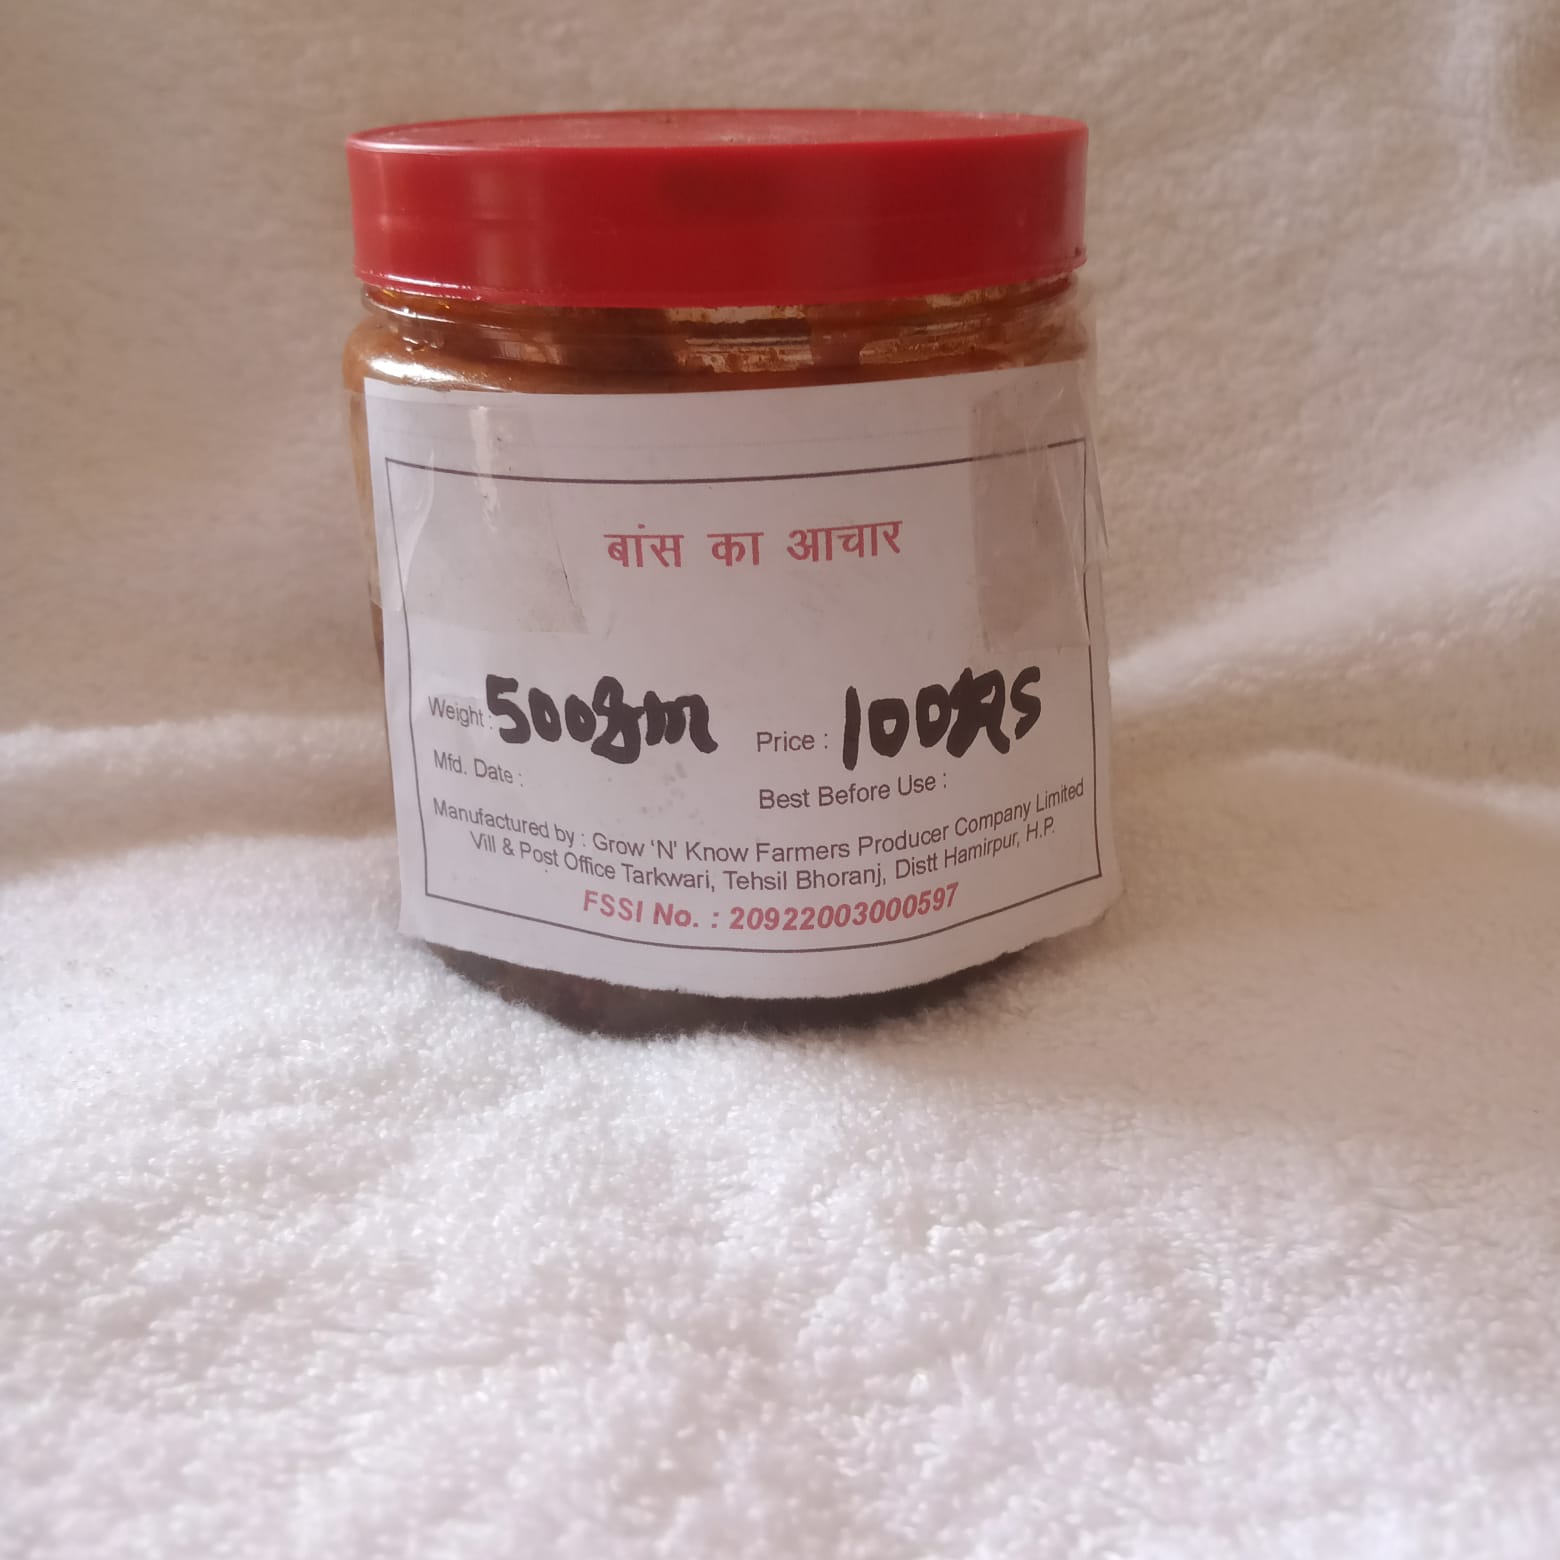 बांस का आचार
Weight : 500gm Price : 100RS
Mfd. Date : Best Before Use :
Manufactured by : Grow 'N' Know Farmers Producer Company Limited
Vill & Post Office Tarkwari, Tehsil Bhoranj, Distt Hamirpur, H.P.
FSSI No. : 20922003000597